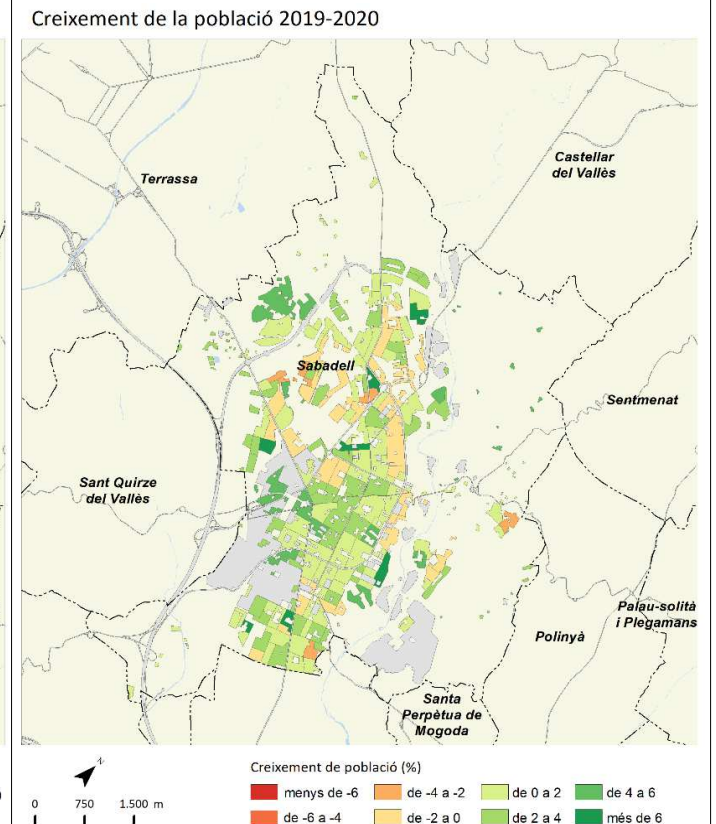 Creixement de la població 2019-2020
Terrassa
Castellar
del Vallès
Sabadell
Sentmenat
Sant Quirze
del Vallès
Palau-solità
i Plegamans
Polinyà
Santa
Perpètua de
Mogoda
N
0 750 1.500 m
Creixement de població (%)
menys de -6 de -4 a -2 de 0 a 2 de 4 a 6
de -6 a -4 de -2 a 0 de 2 a 4 més de 6